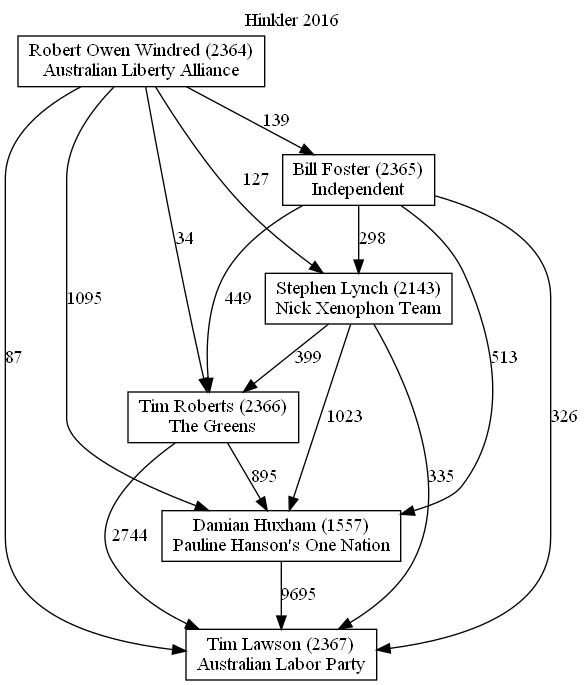 Hinkler 2016
Robert Owen Windred (2364)
Australian Liberty Alliance
139
Bill Foster (2365)
Independent
127
34
298
Stephen Lynch (2143)
Nick Xenophon Team
1095
449
87
399
513
Tim Roberts (2366)
The Greens
1023
326
895
335
Damian Huxham (1557)
Pauline Hanson's One Nation
2744
9695
Tim Lawson (2367)
Australian Labor Party